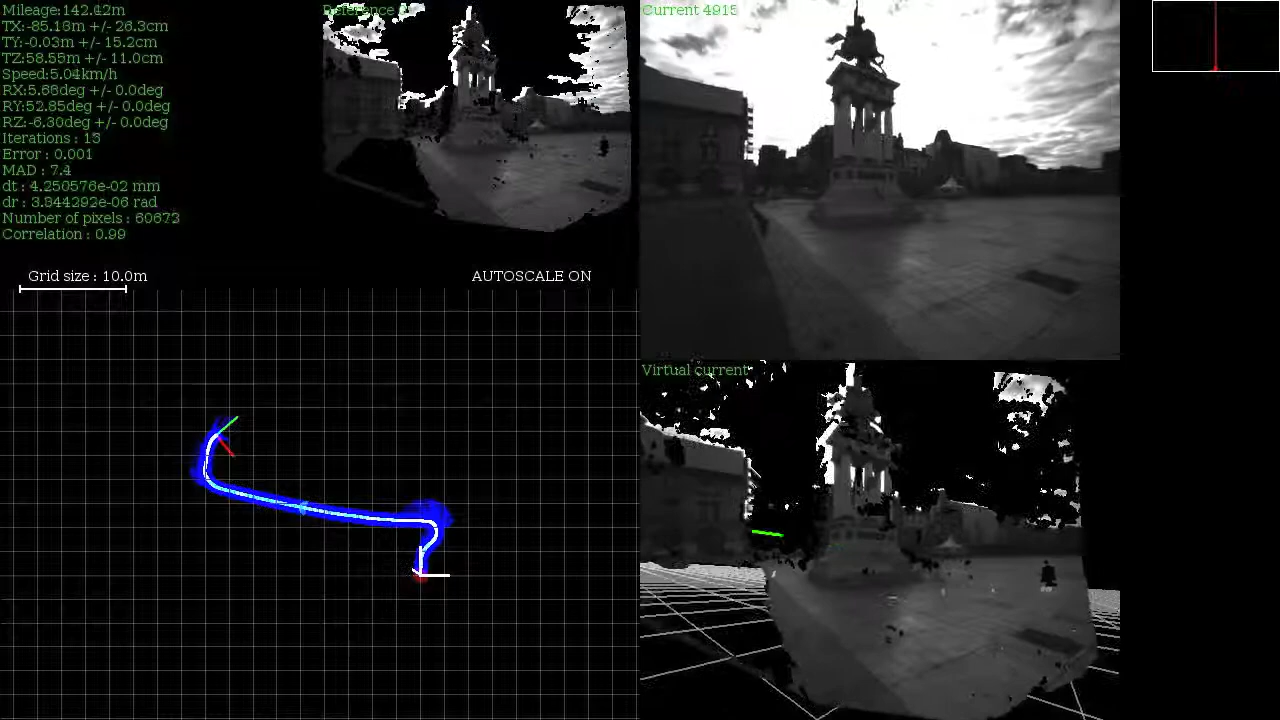 Mileage:142.42m
TX:-85.16m +/- 26.3cm
TY:-0.03m +/- 15.2cm
TZ:58.55m +/- 11.0cm
Speed:5.04km/h
RX:5.68deg +/- 0.0deg
RY:52.85deg +/- 0.0deg
RZ:-6.30deg +/- 0.0deg
Iterations : 15
Error : 0.001
MAD : 7.4
dt : 4.250576e-02 mm
dr : 3.844292e-06 rad
Number of pixels : 60672
Correlation : 0.99
Reference
Current 4915
Grid size : 10.0m
AUTOSCALE ON
Virtual current